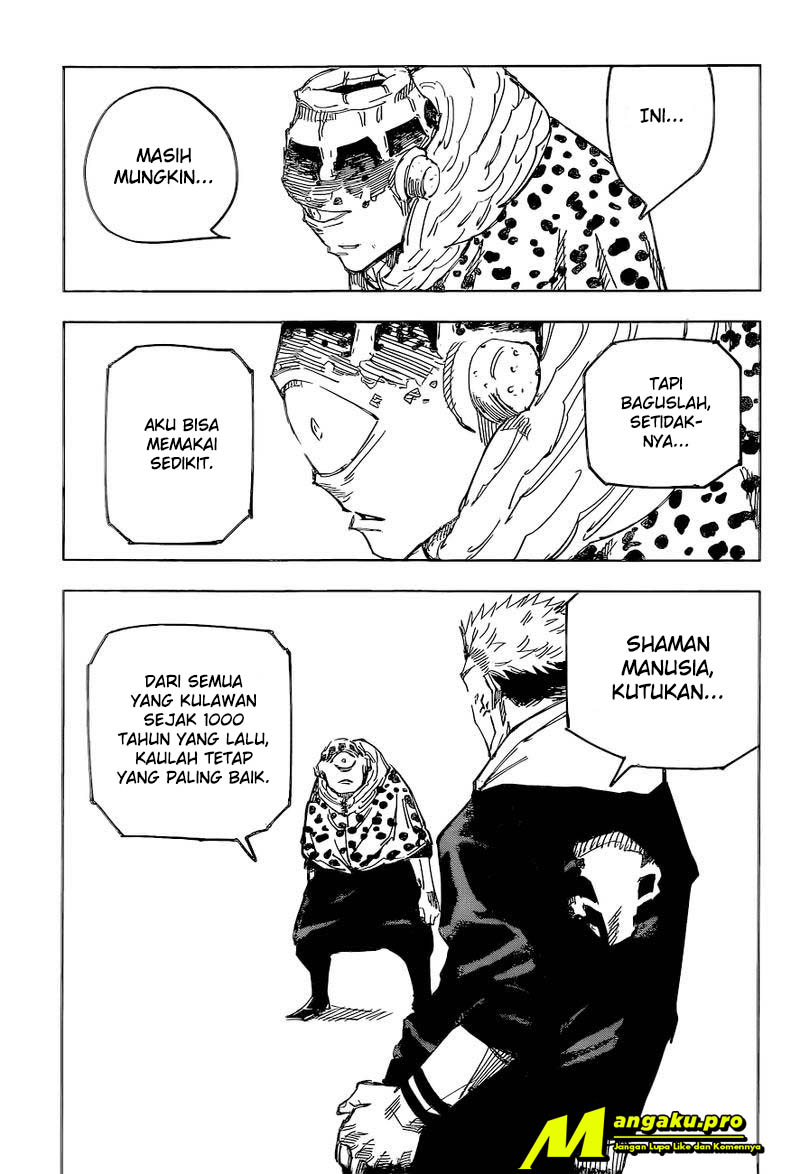 INI...
MASIH
MUNGKIN...
TAPI
BAGUSLAH,
SETIDAK-
NYA...
AKU BISA
MEMAKAI
SEDIKIT.
SHAMAN
MANUSIA,
KUTUKAN...
DARI SEMUA
YANG KULAWAN
SEJAK 1000
TAHUN YANG LALU,
KAULAH TETAP
YANG PALING BAIK.
Mangaku.pro
Jangan Lupa Like dan Komennya